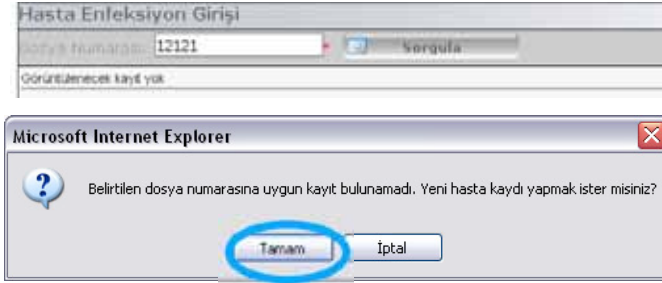 Hasta Enfeksiyon Girişi
Dosya Numarası: 12121 * Sorgula
Görüntülenecek kayıt yok
Microsoft Internet Explorer
Belirtilen dosya numarasına uygun kayıt bulunamadı. Yeni hasta kaydı yapmak ister misiniz?
Tamam İptal